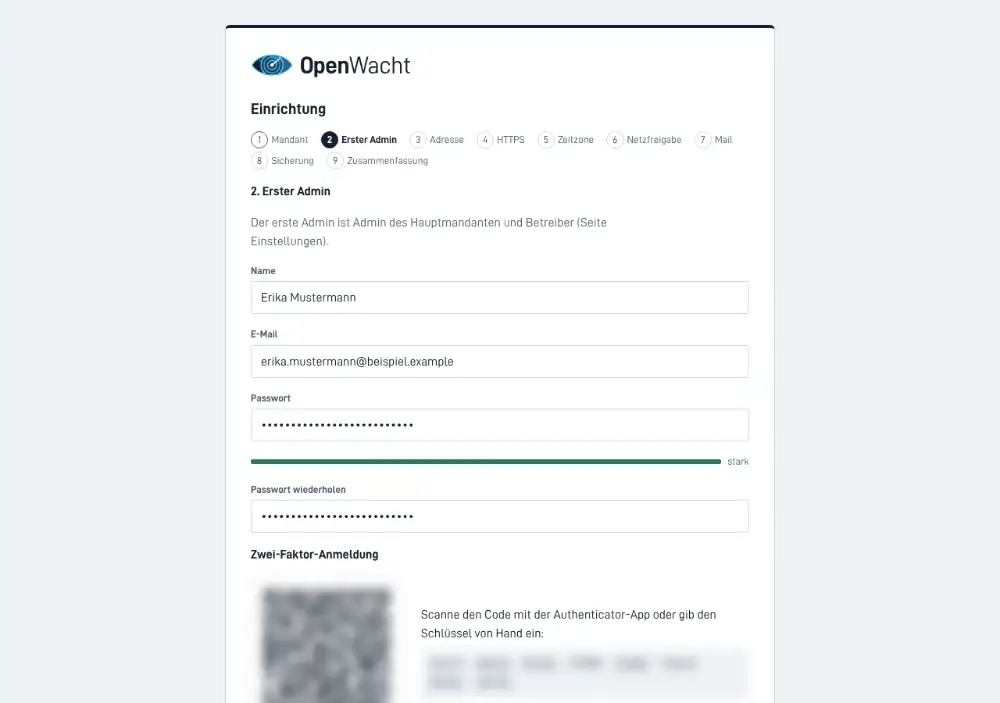 OpenWacht
Einrichtung
1 Mandant 2 Erster Admin 3 Adresse 4 HTTPS 5 Zeitzone 6 Netzfreigabe 7 Mail
8 Sicherung 9 Zusammenfassung
2. Erster Admin
Der erste Admin ist Admin des Hauptmandanten und Betreiber (Seite
Einstellungen).
Name
Erika Mustermann
E-Mail
erika.mustermann@beispiel.example
Passwort
••••••••••••••••••••••••••
stark
Passwort wiederholen
••••••••••••••••••••••••••
Zwei-Faktor-Anmeldung
Scanne den Code mit der Authenticator-App oder gib den
Schlüssel von Hand ein: